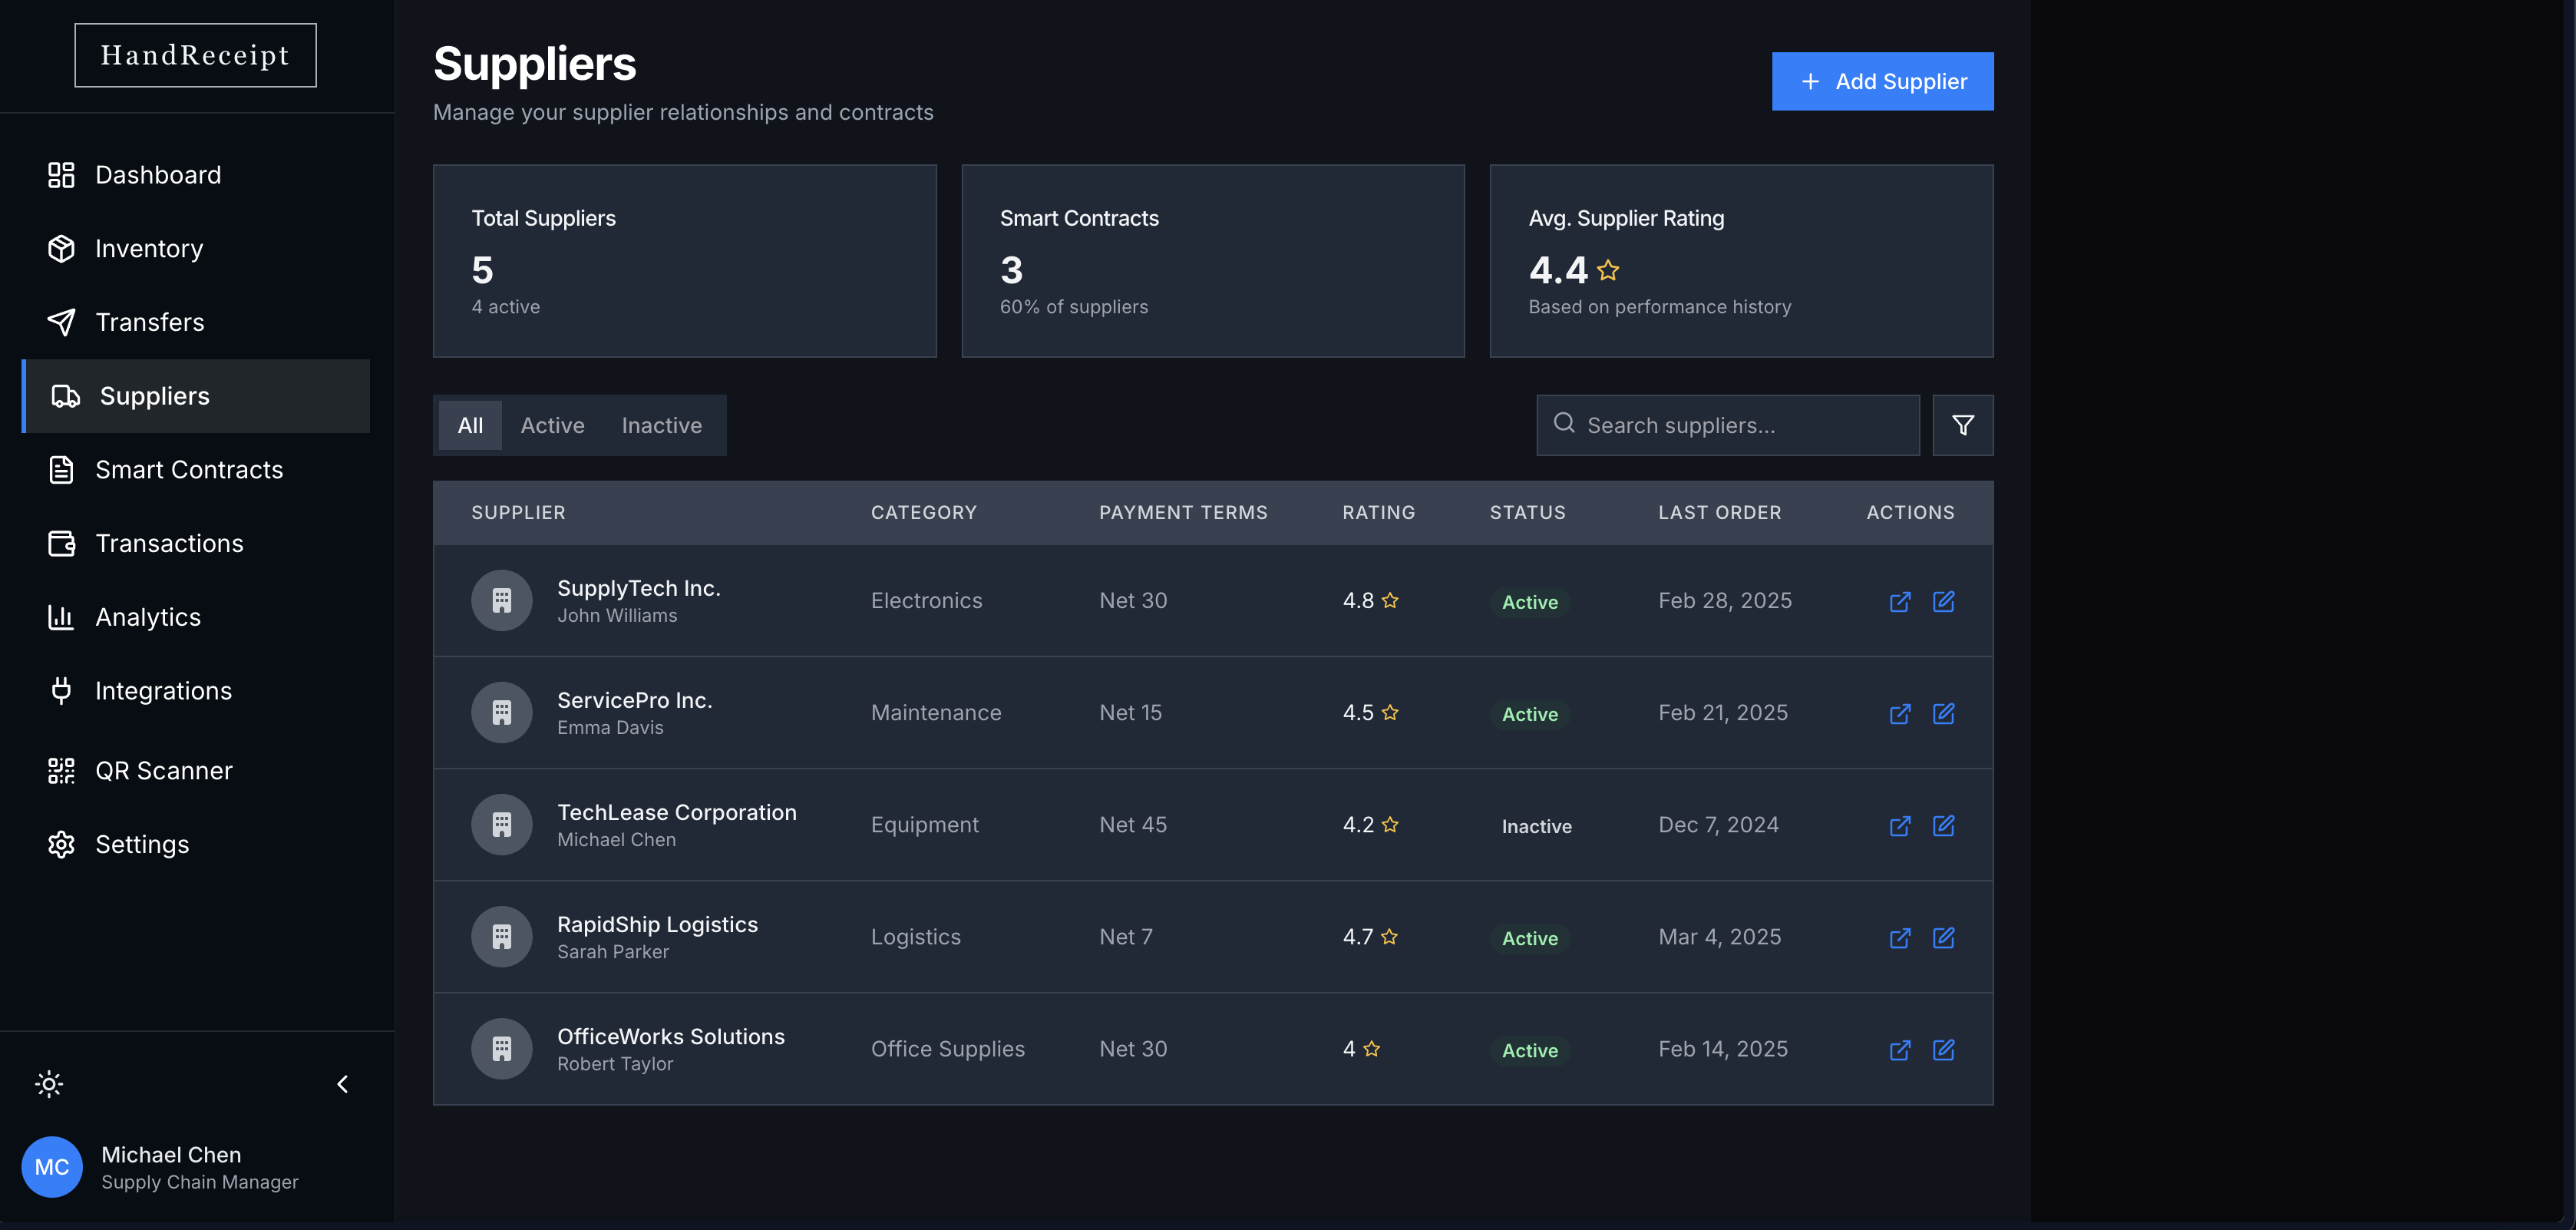 HandReceipt
Dashboard
Inventory
Transfers
Suppliers
Smart Contracts
Transactions
Analytics
Integrations
QR Scanner
Settings
MC
Michael Chen
Supply Chain Manager
Suppliers
Manage your supplier relationships and contracts
Add Supplier
Total Suppliers
5
4 active
Smart Contracts
3
60% of suppliers
Avg. Supplier Rating
4.4
Based on performance history
All Active Inactive
Search suppliers...
SUPPLIER CATEGORY PAYMENT TERMS RATING STATUS LAST ORDER ACTIONS
SupplyTech Inc.
John Williams
Electronics Net 30 4.8 Active Feb 28, 2025
ServicePro Inc.
Emma Davis
Maintenance Net 15 4.5 Active Feb 21, 2025
TechLease Corporation
Michael Chen
Equipment Net 45 4.2 Inactive Dec 7, 2024
RapidShip Logistics
Sarah Parker
Logistics Net 7 4.7 Active Mar 4, 2025
OfficeWorks Solutions
Robert Taylor
Office Supplies Net 30 4 Active Feb 14, 2025